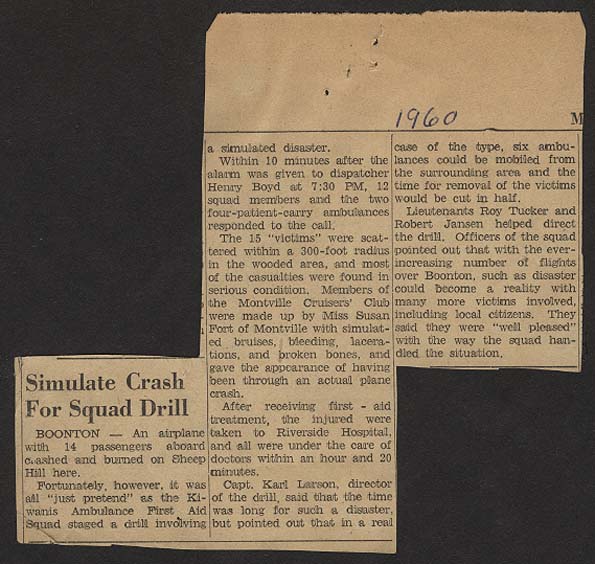 1960
M
Simulate Crash
For Squad Drill
BOONTON — An airplane
with 14 passengers aboard
crashed and burned on Sheep
Hill here.
Fortunately, however, it was
all "just pretend" as the Ki-
wanis Ambulance First Aid
Squad staged a drill involving
a simulated disaster.
Within 10 minutes after the
alarm was given to dispatcher
Henry Boyd at 7:30 PM, 12
squad members and the two
four-patient-carry ambulances
responded to the call.
The 15 "victims" were scat-
tered within a 300-foot radius
in the wooded area, and most
of the casualties were found in
serious condition. Members of
the Montville Cruisers' Club
were made up by Miss Susan
Fort of Montville with simulat-
ed bruises, bleeding, lacera-
tions, and broken bones, and
gave the appearance of having
been through an actual plane
crash.
After receiving first - aid
treatment, the injured were
taken to Riverside Hospital,
and all were under the care of
doctors within an hour and 20
minutes.
Capt. Karl Larson, director
of the drill, said that the time
was long for such a disaster,
but pointed out that in a real
case of the type, six ambu-
lances could be mobiled from
the surrounding area and the
time for removal of the victims
would be cut in half.
Lieutenants Roy Tucker and
Robert Jansen helped direct
the drill. Officers of the squad
pointed out that with the ever-
increasing number of flights
over Boonton, such as disaster
could become a reality with
many more victims involved,
including local citizens. They
said they were "well pleased"
with the way the squad han-
dled the situation.